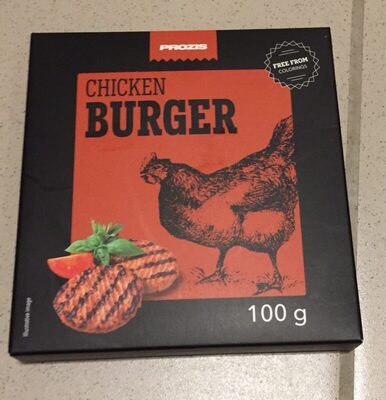 PROZIS
FREE FROM
COLORINGS
CHICKEN
BURGER
Illustrative image
100 g